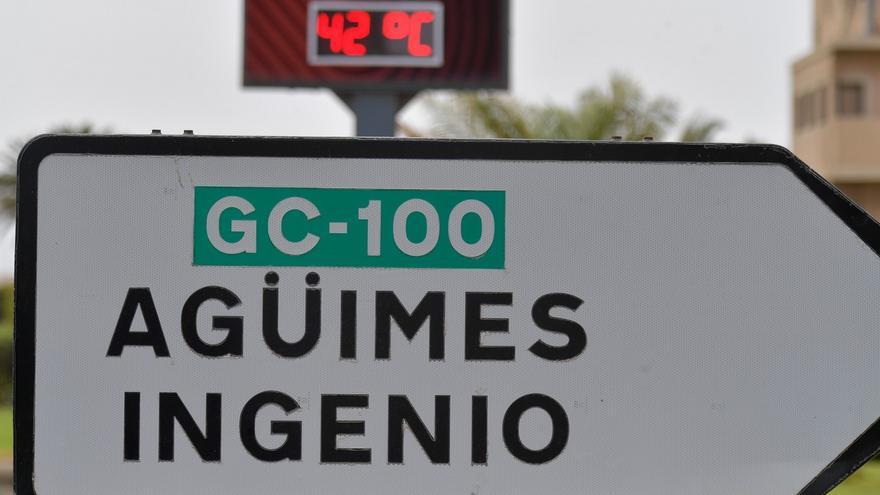 42 ºC
GC-100
AGÜIMES
INGENIO